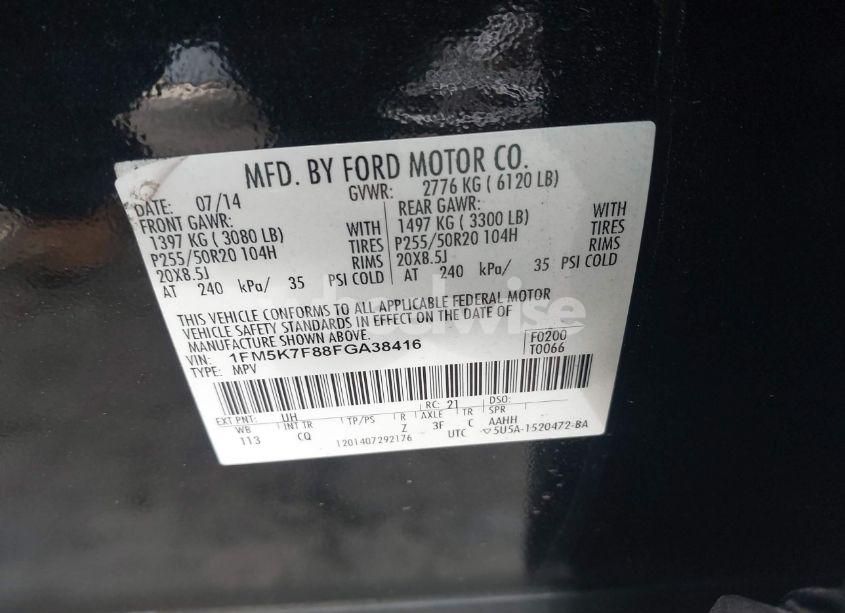 MFD. BY FORD MOTOR CO.
DATE: 07/14 GVWR: 2776 KG ( 6120 LB)
FRONT GAWR: REAR GAWR:
1397 KG ( 3080 LB) WITH 1497 KG ( 3300 LB) WITH
P255/50R20 104H TIRES P255/50R20 104H TIRES
20X8.5J RIMS 20X8.5J RIMS
AT 240 kPa/ 35 PSI COLD AT 240 kPa/ 35 PSI COLD
THIS VEHICLE CONFORMS TO ALL APPLICABLE FEDERAL MOTOR
VEHICLE SAFETY STANDARDS IN EFFECT ON THE DATE OF
MANUFACTURE SHOWN ABOVE.
VIN: 1FM5K7F88FGA38416 F0200
TYPE: MPV T0066
EXT PNT: UH RC: 21 DSO:
WB INT TR TP/PS R AXLE TR SPR
113 CQ Z 3F C AAHH
1201407292176 UTC 5U5A-1520472-BA
wheelwise